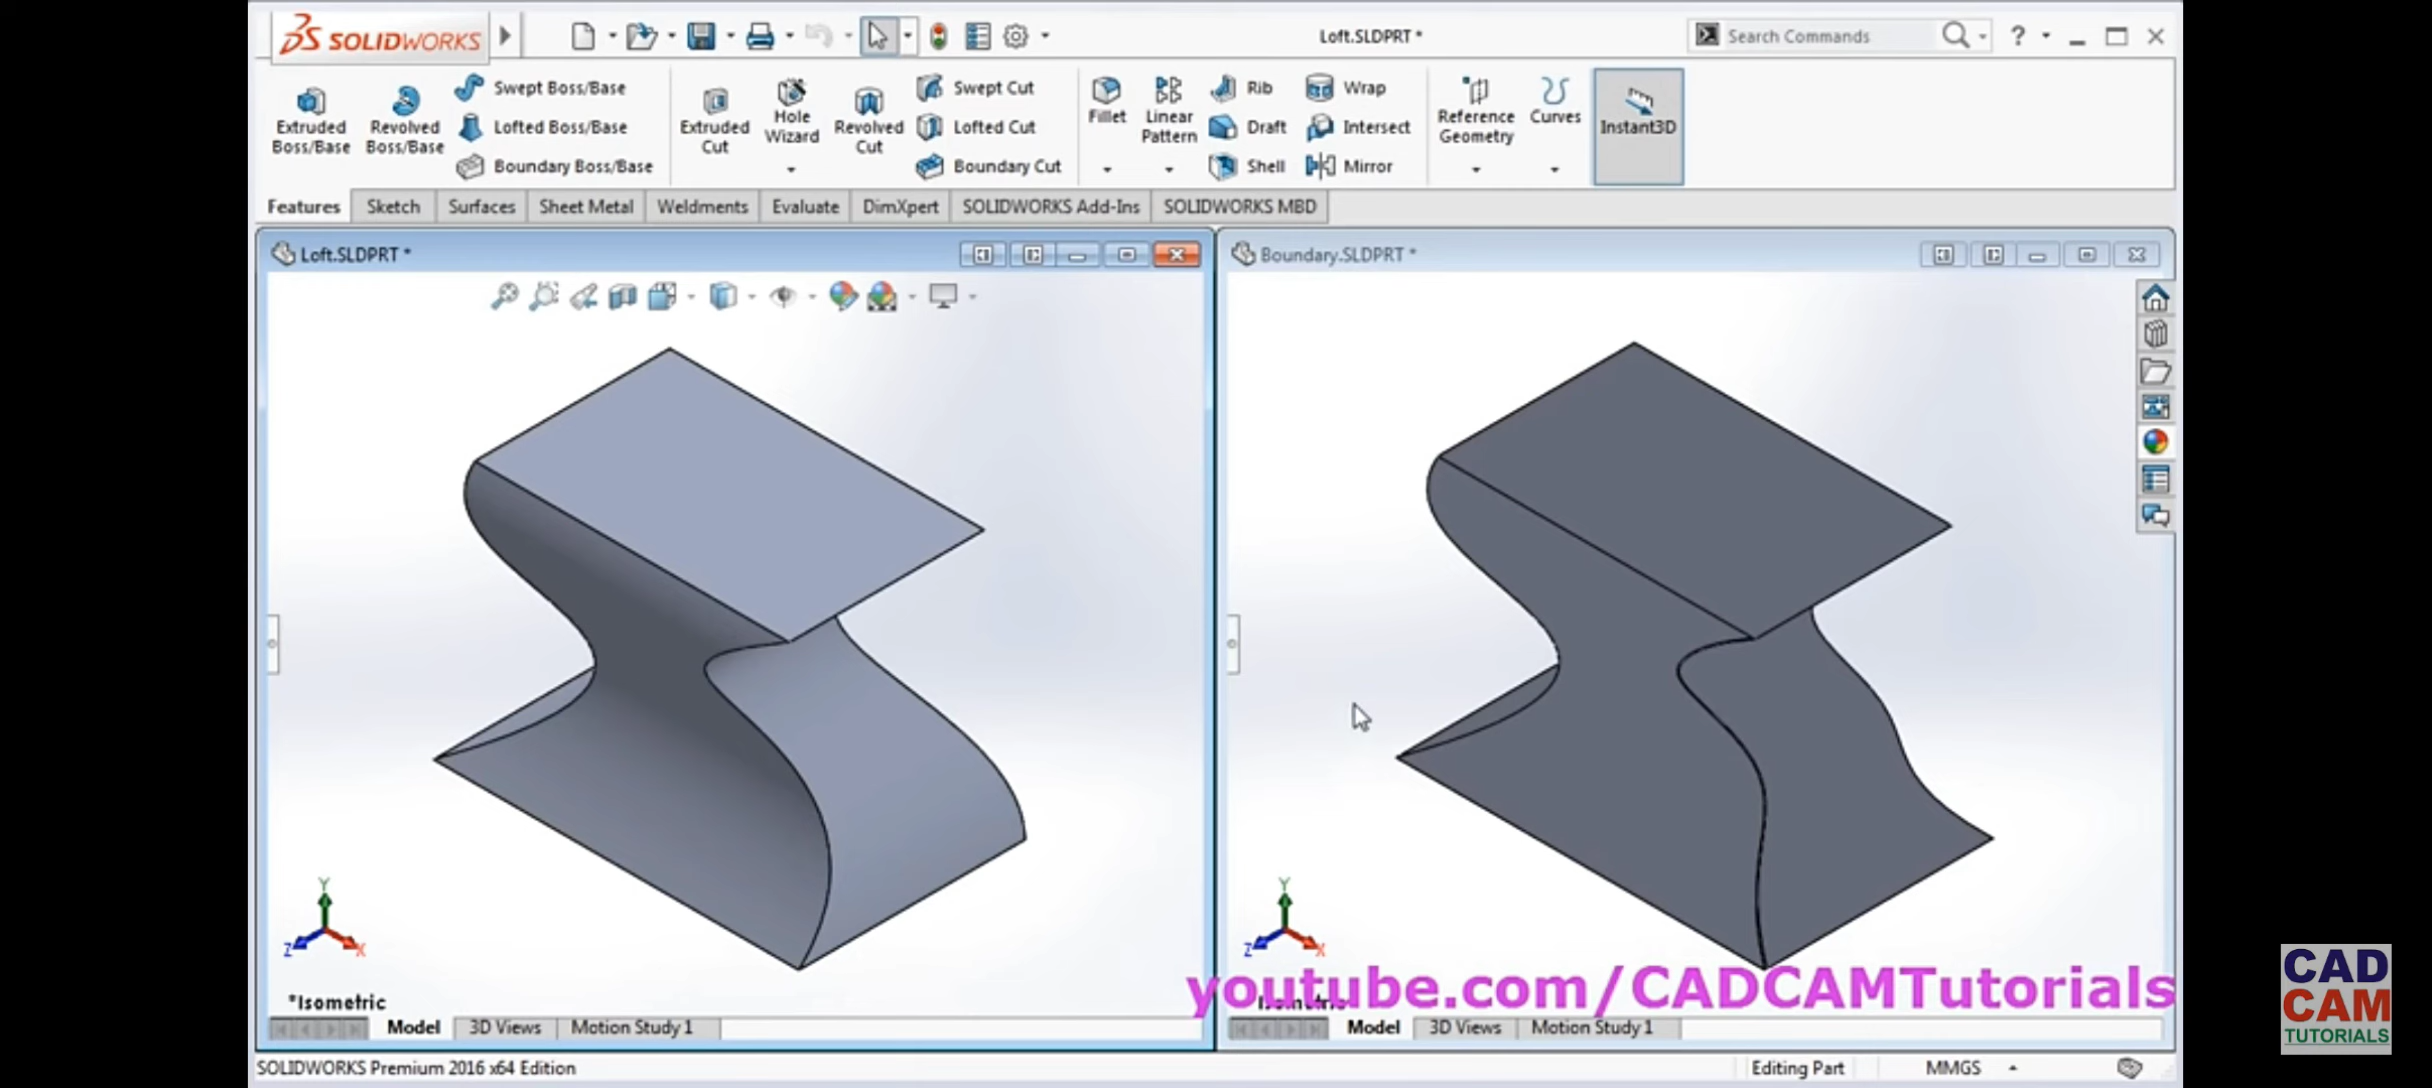 SOLIDWORKS
Loft.SLDPRT *
Search Commands
?
Extruded Boss/Base
Revolved Boss/Base
Swept Boss/Base
Lofted Boss/Base
Boundary Boss/Base
Extruded Cut
Hole Wizard
Revolved Cut
Swept Cut
Lofted Cut
Boundary Cut
Fillet
Linear Pattern
Rib
Draft
Shell
Wrap
Intersect
Mirror
Reference Geometry
Curves
Instant3D
Features Sketch Surfaces Sheet Metal Weldments Evaluate DimXpert SOLIDWORKS Add-Ins SOLIDWORKS MBD
Loft.SLDPRT *
Boundary.SLDPRT *
Y
Z
X
*Isometric
Model 3D Views Motion Study 1
Y
Z
X
*Isometric
youtube.com/CADCAMTutorials
Model 3D Views Motion Study 1
SOLIDWORKS Premium 2016 x64 Edition
Editing Part
MMGS
CAD
CAM
TUTORIALS